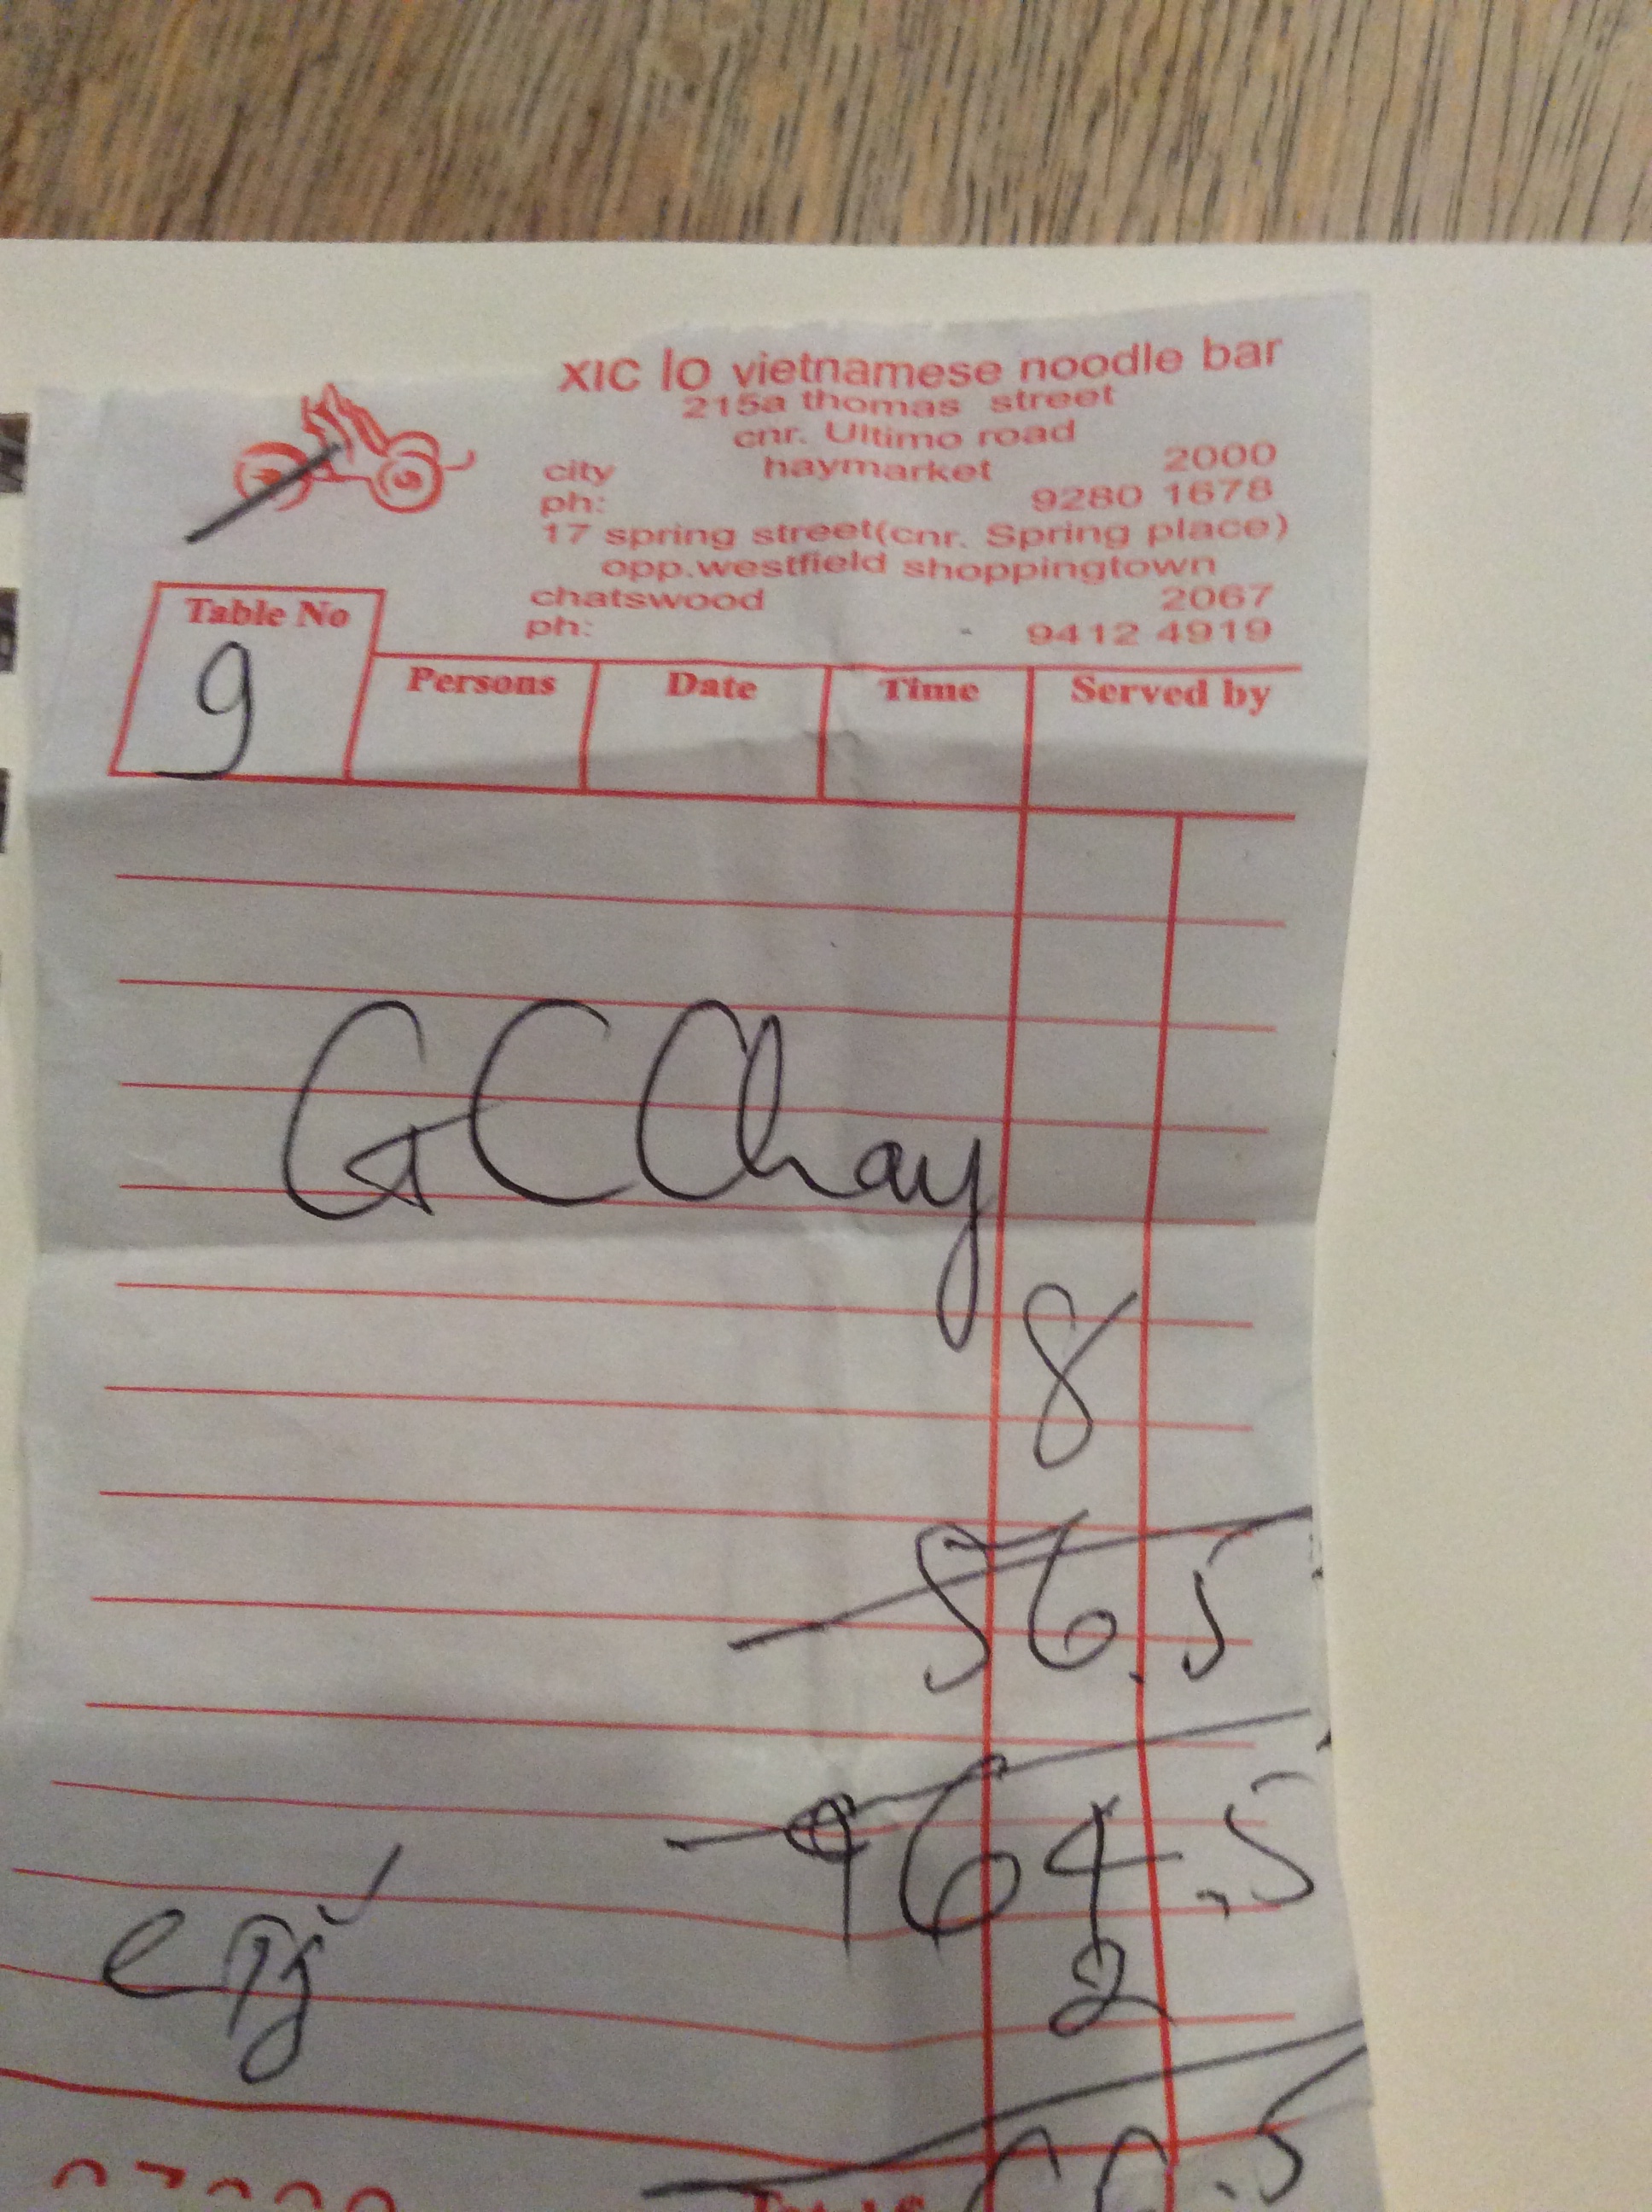 XIC lO vietnamese noodle bar
215a thomas street
cnr. Ultimo road
city haymarket 2000
ph: 9280 1678
17 spring street(cnr. Spring place)
opp.westfield shoppingtown
chatswood 2067
ph: 9412 4919
Table No
9
Persons Date Time Served by
GC Chay
8
56.5
64.5
2